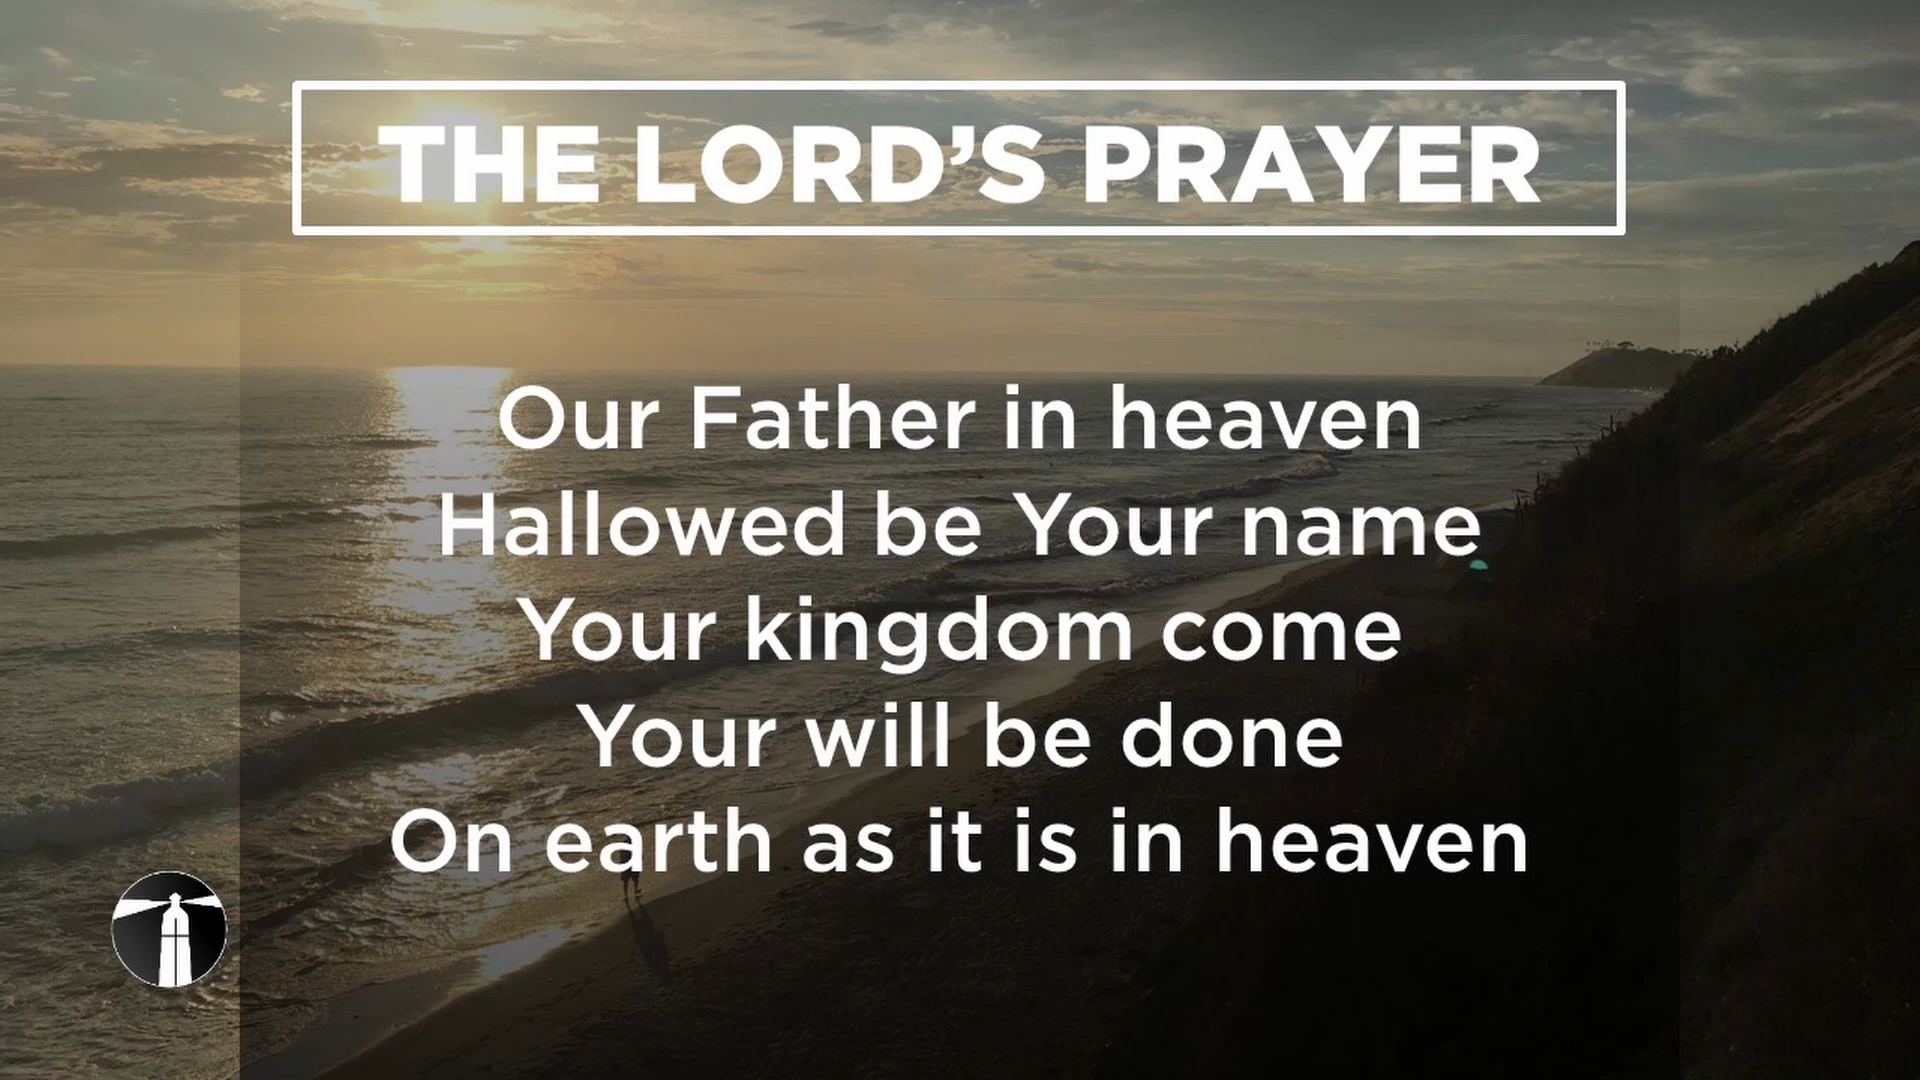 THE LORD’S PRAYER
Our Father in heaven
Hallowed be Your name
Your kingdom come
Your will be done
On earth as it is in heaven